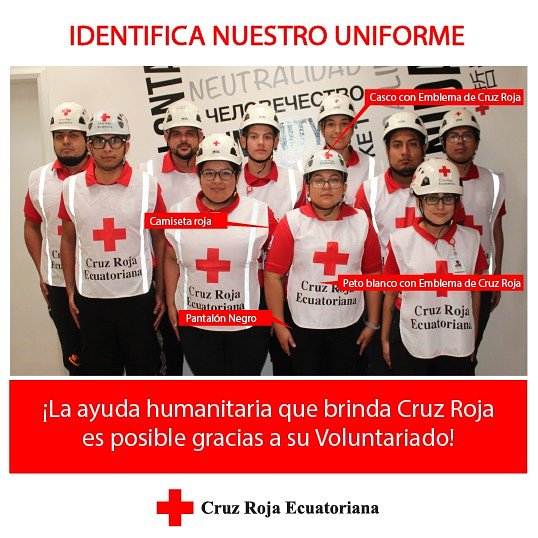 IDENTIFICA NUESTRO UNIFORME
NEUTRALIDAD
ЧЕЛОВЕЧЕСТВО
Casco con Emblema de Cruz Roja
Camiseta roja
Peto blanco con Emblema de Cruz Roja
Pantalón Negro
Cruz Roja
Ecuatoriana
Cruz Roja
Ecuatoriana
Cruz Roja
Ecuatoriana
Cruz Roja
Ecuatoriana
¡La ayuda humanitaria que brinda Cruz Roja
es posible gracias a su Voluntariado!
Cruz Roja Ecuatoriana